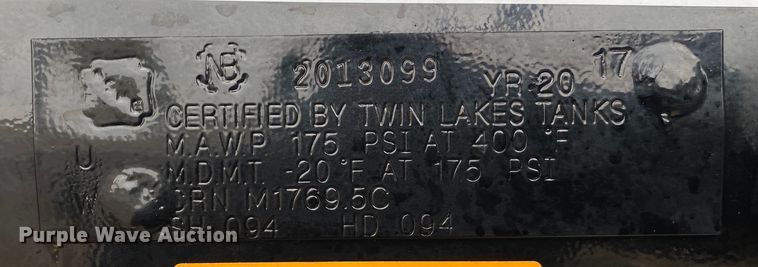 NB 2013099 YR 20 17
CERTIFIED BY TWIN LAKES TANKS
M.A.W.P 175 PSI AT 400 °F
U M.D.M.T -20 °F AT 175 PSI
CRN M1769.5C
SH 094 HD 094
Purple Wave Auction